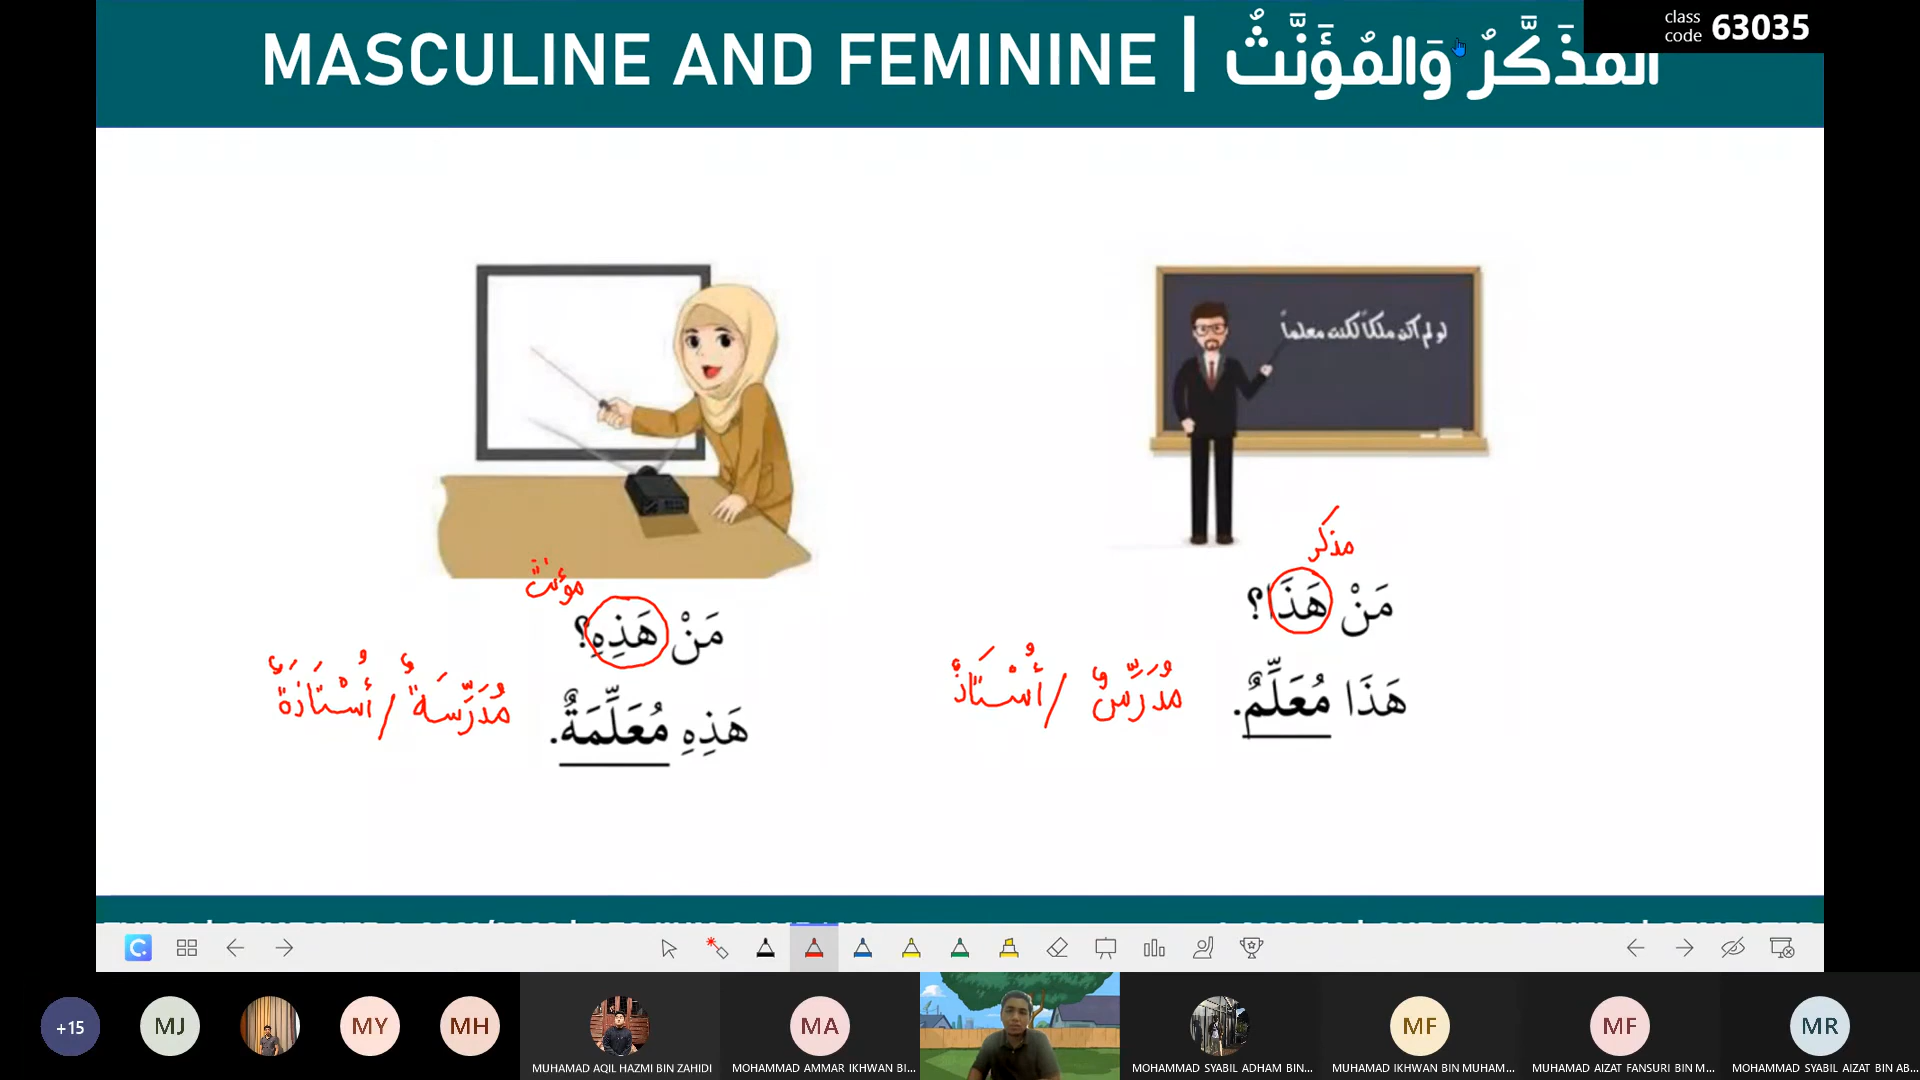 class code 63035
MASCULINE AND FEMININE | المُذَكَّرُ وَالمُؤَنَّثُ
لو لم اكن ملكاً لكنت معلماً
مذكر
مَنْ هَذَا؟
هَذَا مُعَلِّمٌ.
مُدَرِّسٌ / أُسْتَاذٌ
مؤنث
مَنْ هَذِهِ؟
هَذِهِ مُعَلِّمَةٌ.
مُدَرِّسَةٌ / أُسْتَاذَةٌ
+15
MJ
MY
MH
MUHAMAD AQIL HAZMI BIN ZAHIDI
MA
MOHAMMAD AMMAR IKHWAN BI...
MOHAMMAD SYABIL ADHAM BIN...
MF
MUHAMAD IKHWAN BIN MUHAM...
MF
MUHAMAD AIZAT FANSURI BIN M...
MR
MOHAMMAD SYABIL AIZAT BIN AB...